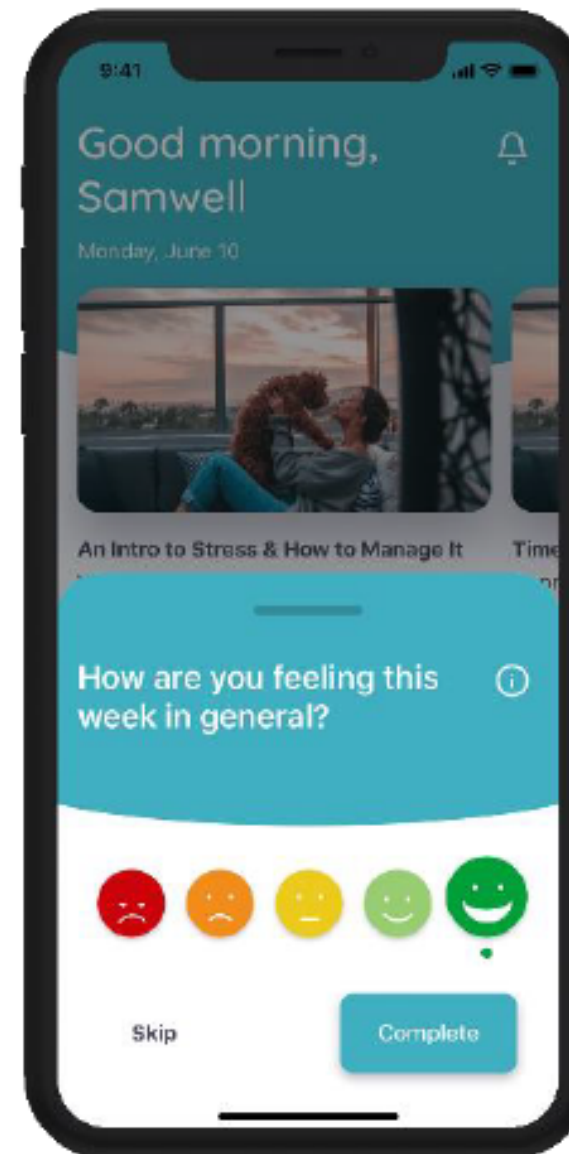 9:41
Good morning,
Samwell
Monday, June 10
An Intro to Stress & How to Manage It
Time
How are you feeling this
week in general?
Skip
Complete